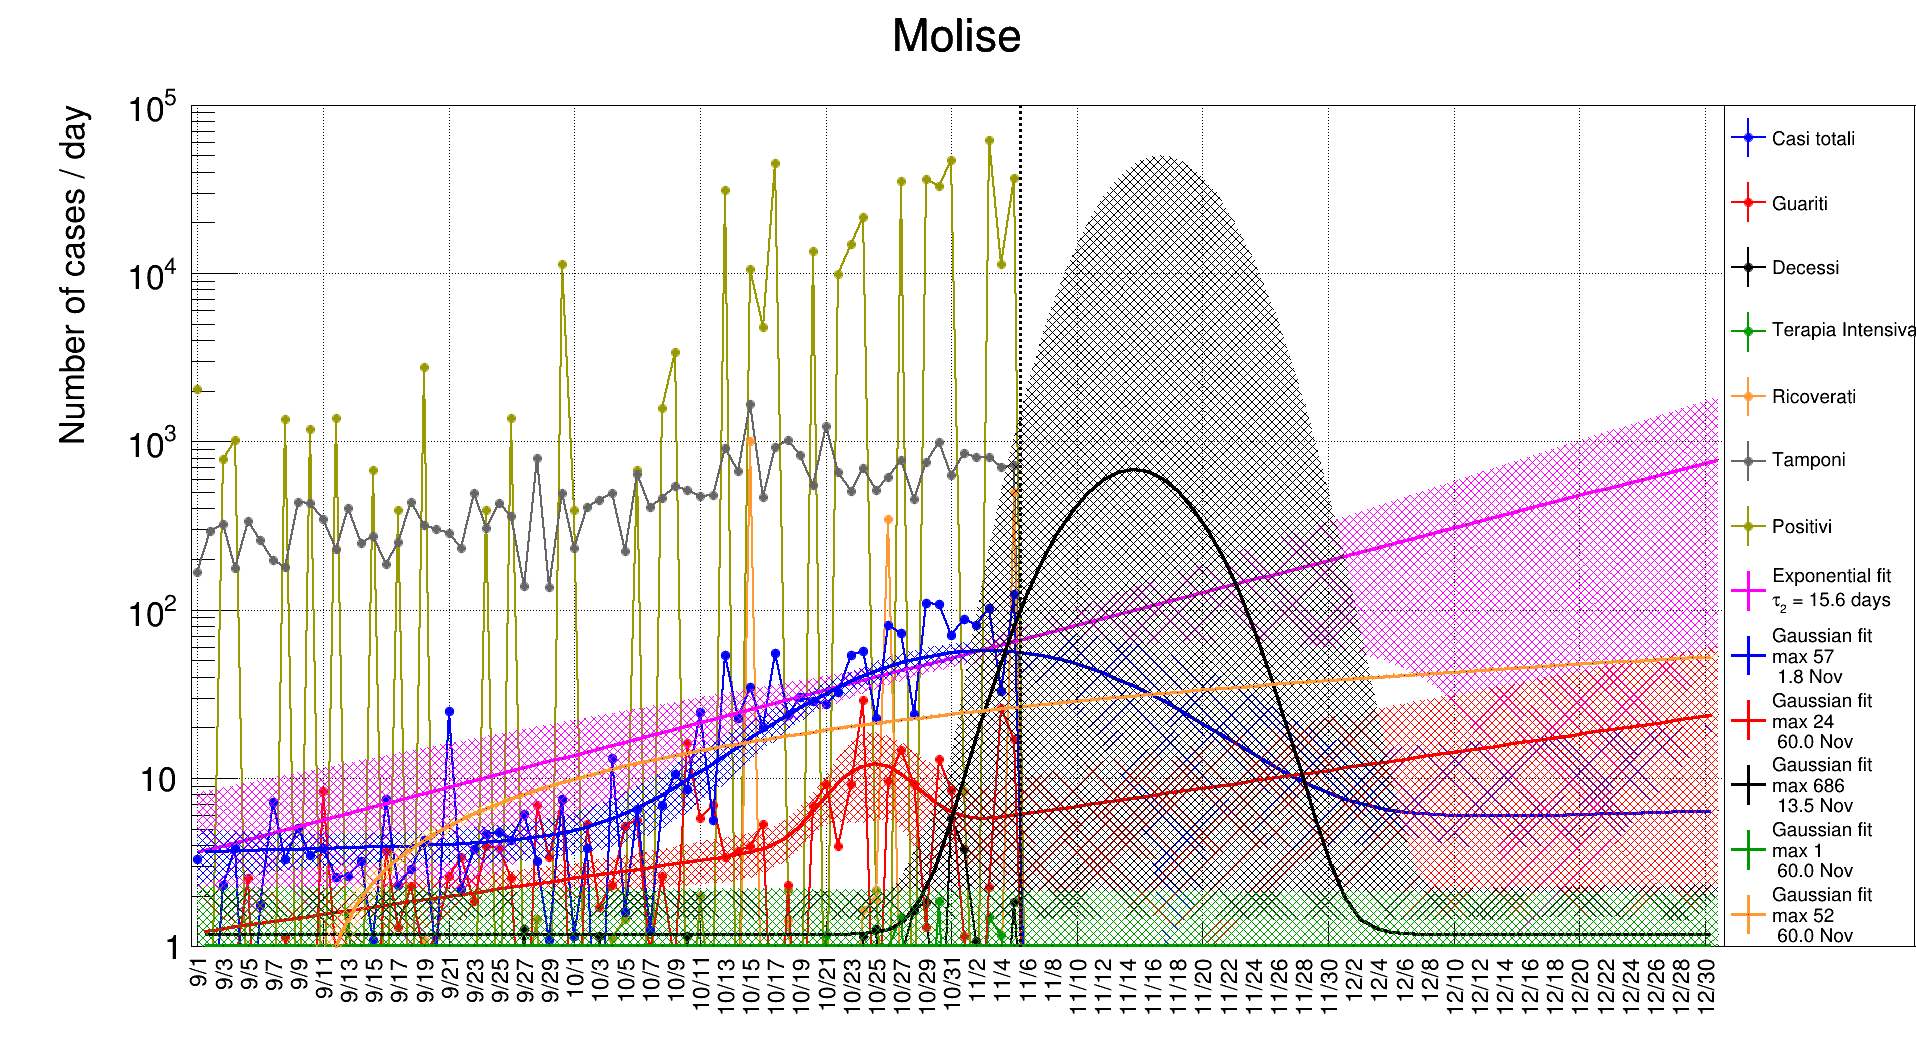 Molise
Number of cases / day
10^5
10^4
10^3
10^2
10
1
9/1 9/3 9/5 9/7 9/9 9/11 9/13 9/15 9/17 9/19 9/21 9/23 9/25 9/27 9/29 10/1 10/3 10/5 10/7 10/9 10/11 10/13 10/15 10/17 10/19 10/21 10/23 10/25 10/27 10/29 10/31 11/2 11/4 11/6 11/8 11/10 11/12 11/14 11/16 11/18 11/20 11/22 11/24 11/26 11/28 11/30 12/2 12/4 12/6 12/8 12/10 12/12 12/14 12/16 12/18 12/20 12/22 12/24 12/26 12/28 12/30
Casi totali
Guariti
Decessi
Terapia Intensiva
Ricoverati
Tamponi
Positivi
Exponential fit
τ2 = 15.6 days
Gaussian fit
max 57
1.8 Nov
Gaussian fit
max 24
60.0 Nov
Gaussian fit
max 686
13.5 Nov
Gaussian fit
max 1
60.0 Nov
Gaussian fit
max 52
60.0 Nov